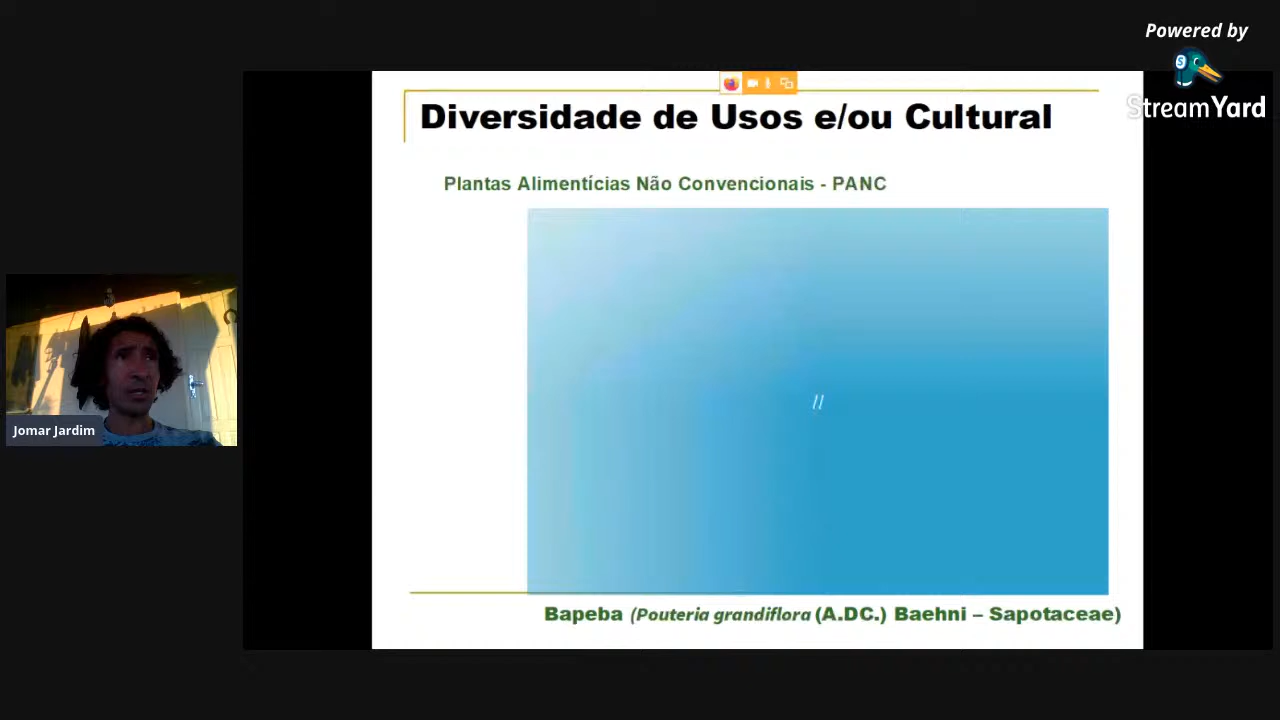 Powered by
StreamYard
Diversidade de Usos e/ou Cultural
Plantas Alimentícias Não Convencionais - PANC
Jomar Jardim
Bapeba (Pouteria grandiflora (A.DC.) Baehni – Sapotaceae)